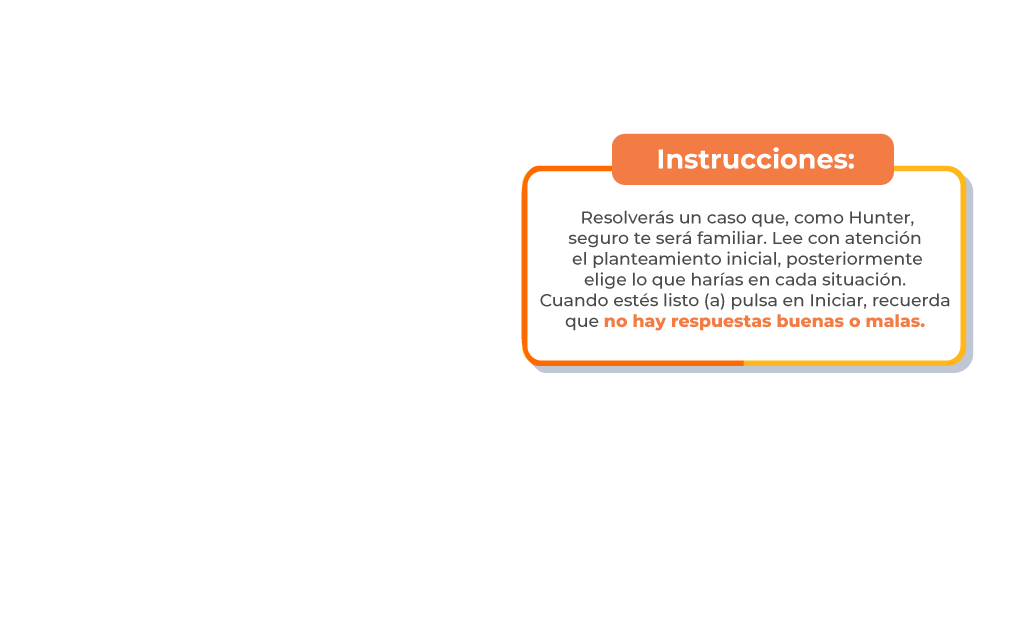 Instrucciones:
Resolverás un caso que, como Hunter,
seguro te será familiar. Lee con atención
el planteamiento inicial, posteriormente
elige lo que harías en cada situación.
Cuando estés listo (a) pulsa en Iniciar, recuerda
que no hay respuestas buenas o malas.